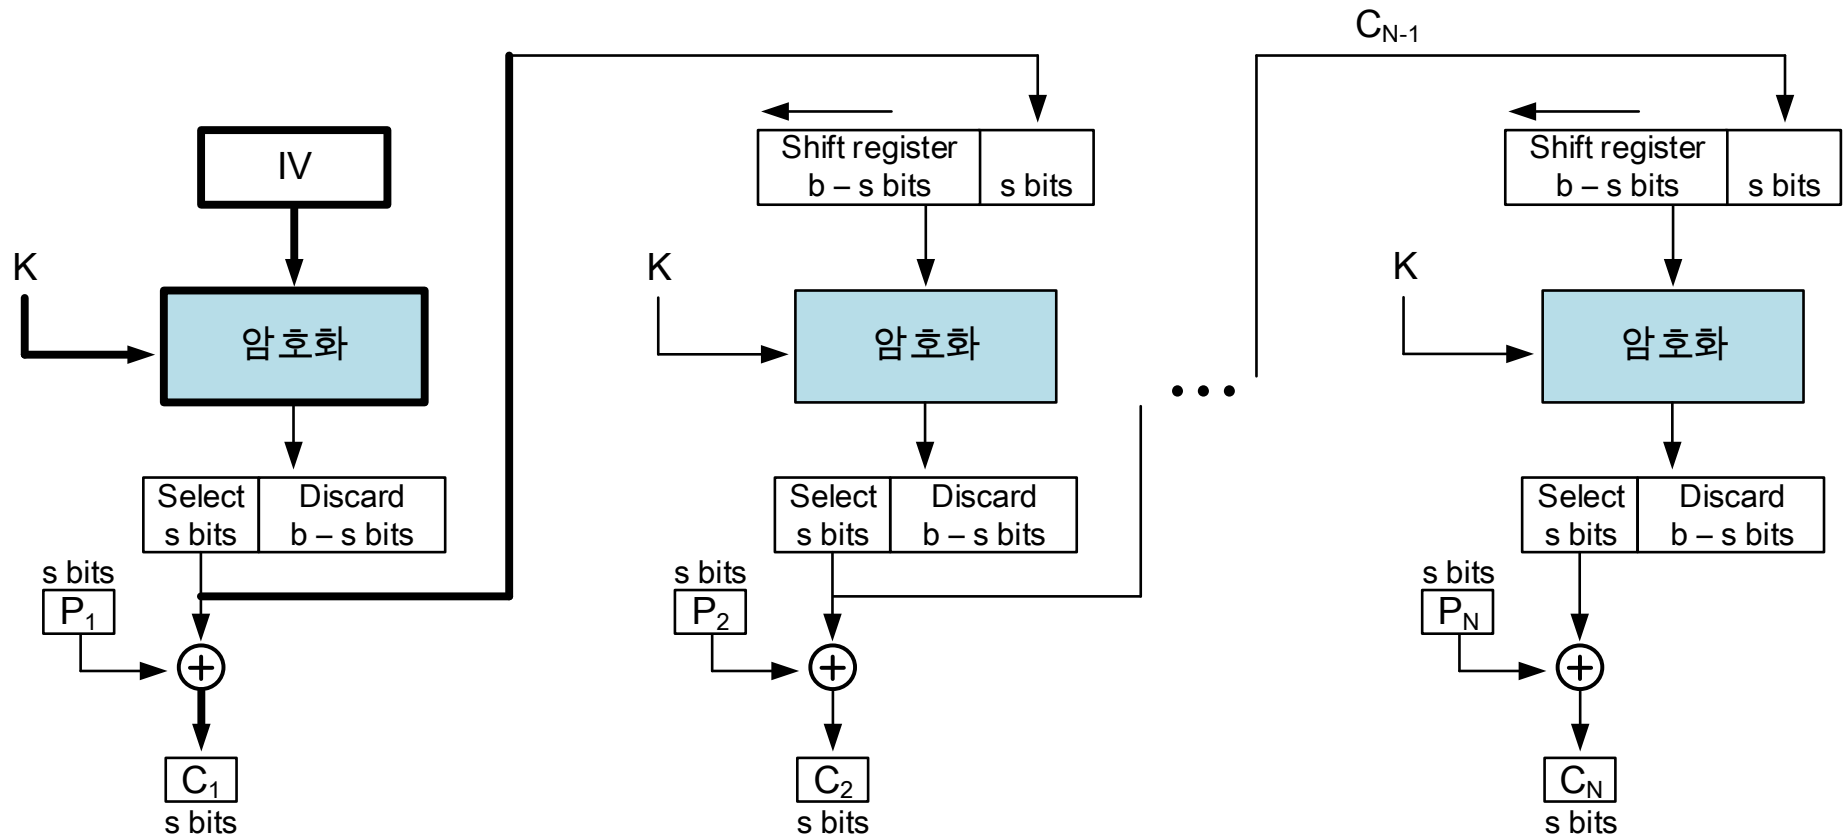 C_{N-1}
IV
Shift register
b – s bits
s bits
Shift register
b – s bits
s bits
K
K
K
암호화
암호화
암호화
...
Select
s bits
Discard
b – s bits
Select
s bits
Discard
b – s bits
Select
s bits
Discard
b – s bits
s bits
P₁
s bits
P₂
s bits
P_N
C₁
s bits
C₂
s bits
C_N
s bits